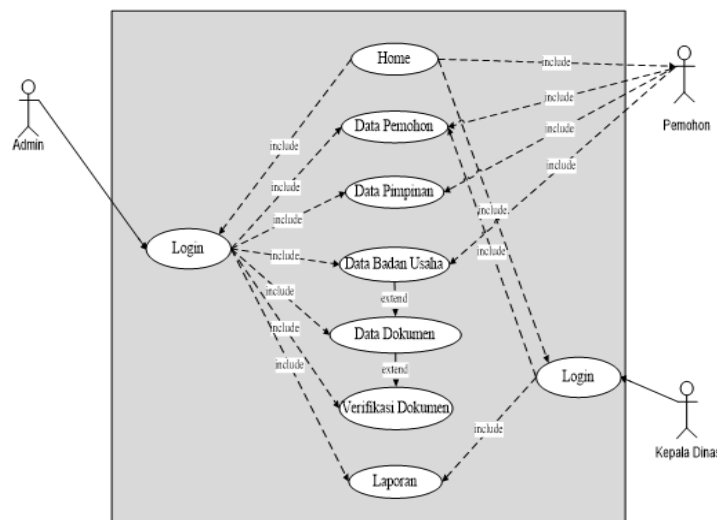 Home
include
Pemohon
Admin
include
Data Pemohon
include
include
include
include
Data Pimpinan
include
include
Login
include
Data Badan Usaha
include
include
extend
include
Data Dokumen
include
extend
include
Login
Verifikasi Dokumen
include
Kepala Dinas
Laporan